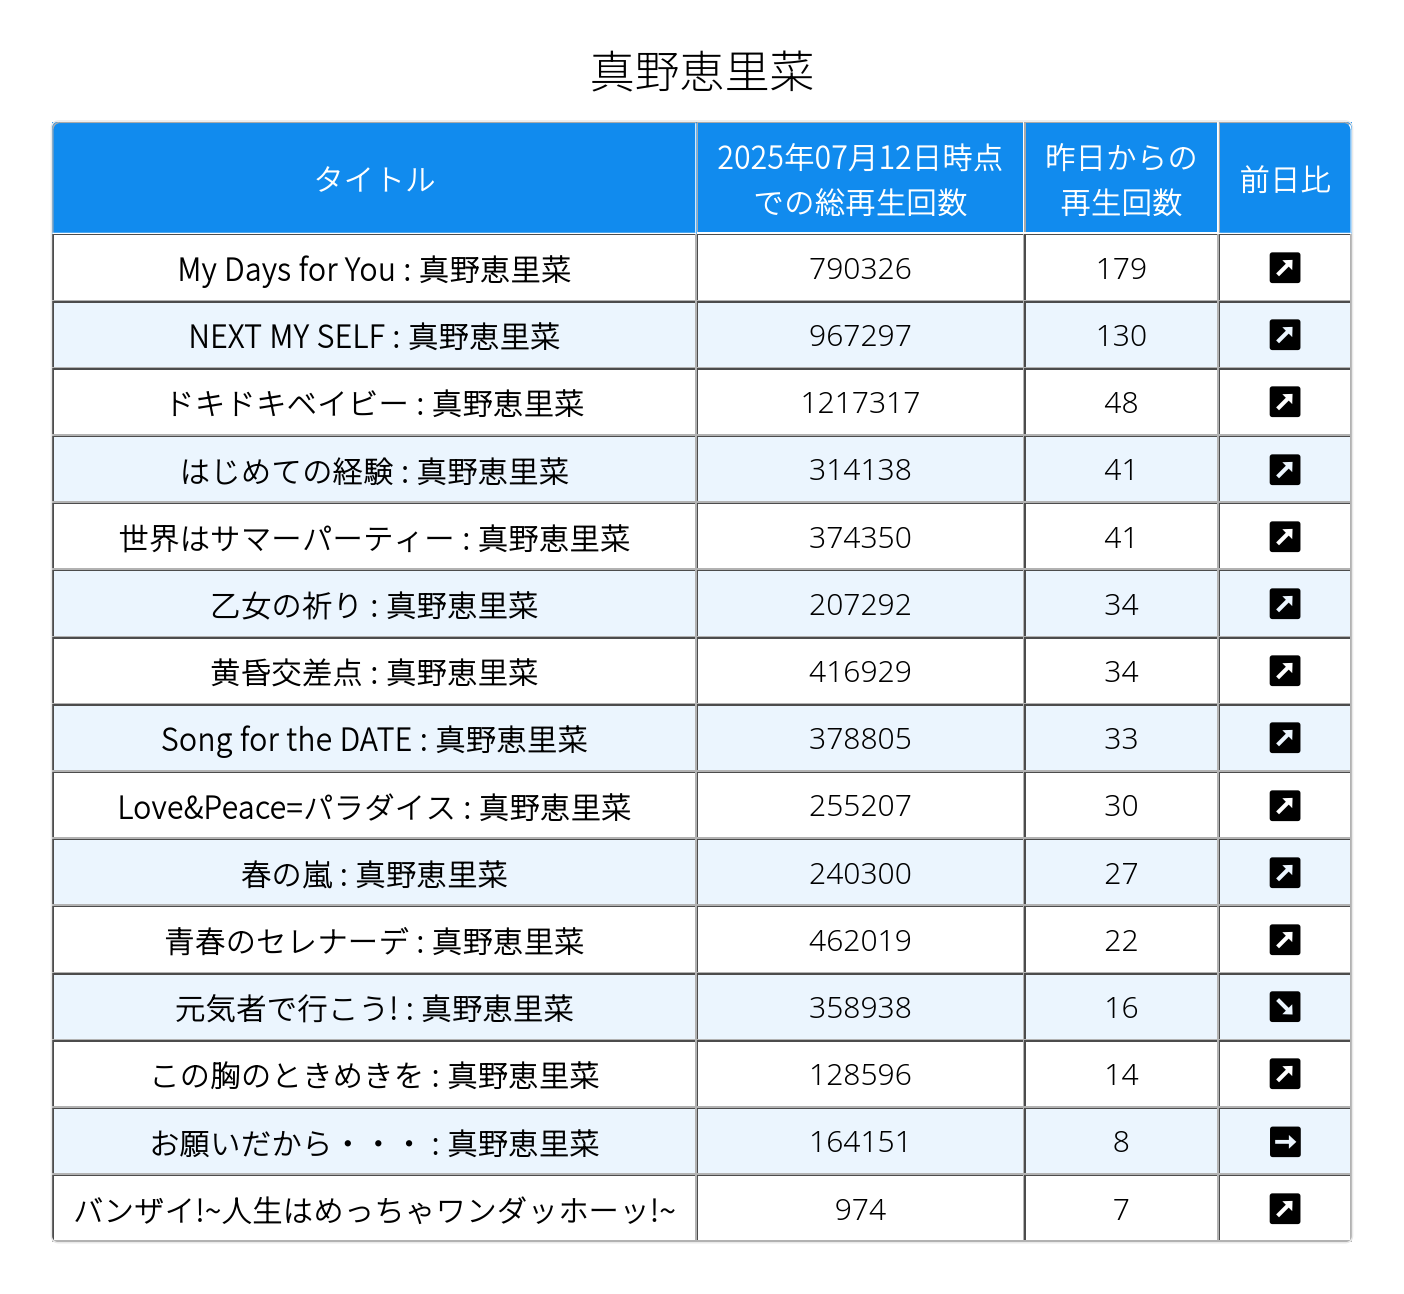 真野恵里菜
タイトル 2025年07月12日時点での総再生回数 昨日からの再生回数 前日比
My Days for You : 真野恵里菜 790326 179 ↗
NEXT MY SELF : 真野恵里菜 967297 130 ↗
ドキドキベイビー : 真野恵里菜 1217317 48 ↗
はじめての経験 : 真野恵里菜 314138 41 ↗
世界はサマーパーティー : 真野恵里菜 374350 41 ↗
乙女の祈り : 真野恵里菜 207292 34 ↗
黄昏交差点 : 真野恵里菜 416929 34 ↗
Song for the DATE : 真野恵里菜 378805 33 ↗
Love&Peace=パラダイス : 真野恵里菜 255207 30 ↗
春の嵐 : 真野恵里菜 240300 27 ↗
青春のセレナーデ : 真野恵里菜 462019 22 ↗
元気者で行こう! : 真野恵里菜 358938 16 ↘
この胸のときめきを : 真野恵里菜 128596 14 ↗
お願いだから・・・ : 真野恵里菜 164151 8 →
バンザイ!~人生はめっちゃワンダッホーッ!~ 974 7 ↗